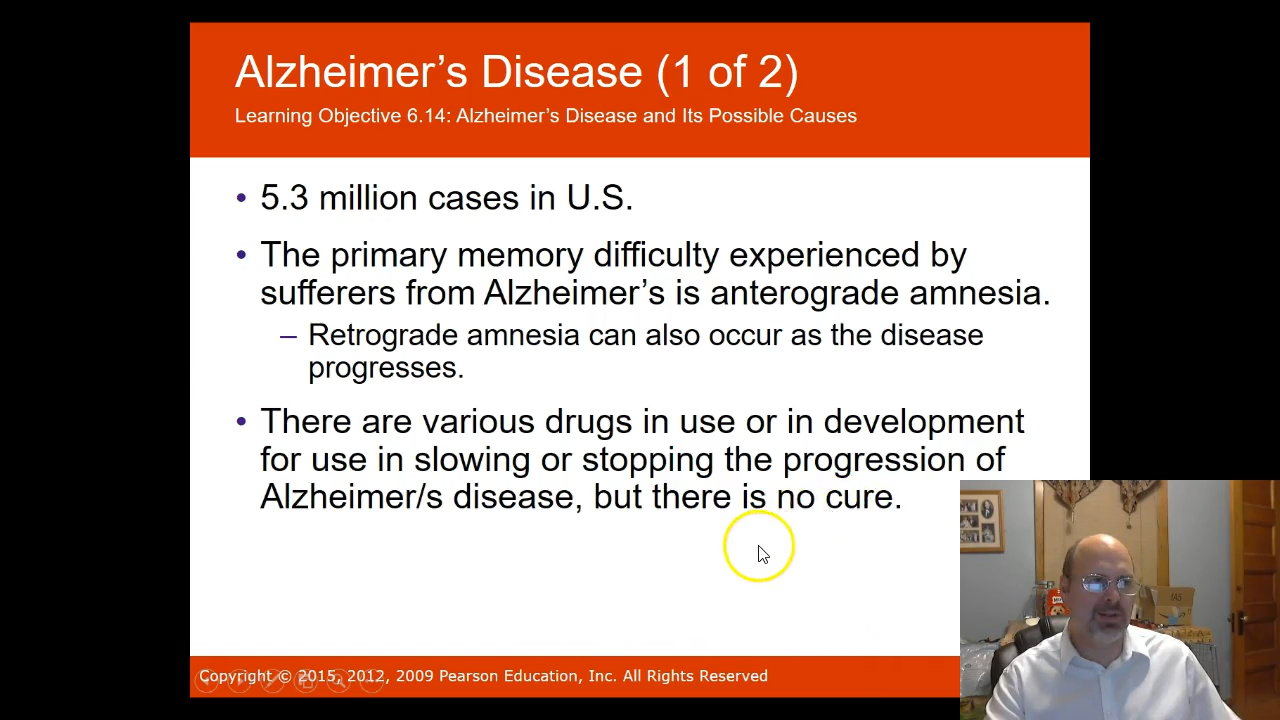 Alzheimer’s Disease (1 of 2)
Learning Objective 6.14: Alzheimer’s Disease and Its Possible Causes
• 5.3 million cases in U.S.
• The primary memory difficulty experienced by
sufferers from Alzheimer’s is anterograde amnesia.
– Retrograde amnesia can also occur as the disease
progresses.
• There are various drugs in use or in development
for use in slowing or stopping the progression of
Alzheimer/s disease, but there is no cure.
Copyright © 2015, 2012, 2009 Pearson Education, Inc. All Rights Reserved